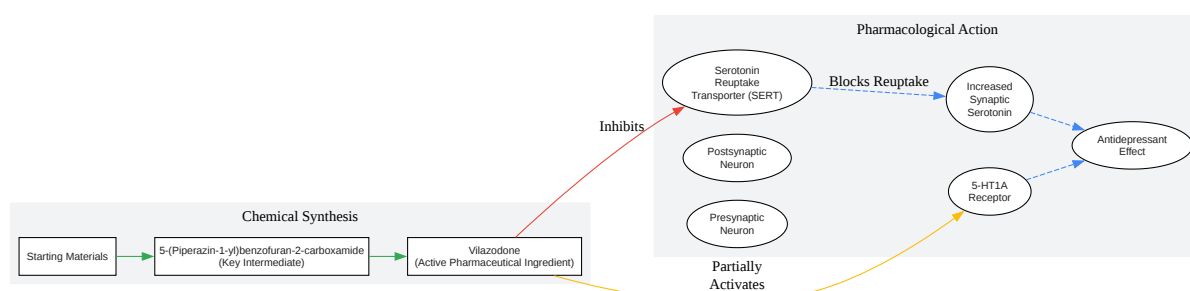 Pharmacological Action
Serotonin
Reuptake
Transporter (SERT)
Blocks Reuptake
Increased
Synaptic
Serotonin
Inhibits
Postsynaptic
Neuron
Antidepressant
Effect
5-HT1A
Receptor
Presynaptic
Neuron
Chemical Synthesis
Starting Materials
5-(Piperazin-1-yl)benzofuran-2-carboxamide
(Key Intermediate)
Vilazodone
(Active Pharmaceutical Ingredient)
Partially
Activates